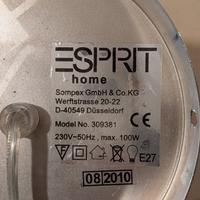 ESPRIT
home
Sompex GmbH & Co.KG
Werftstrasse 20-22
D-40549 Düsseldorf
Model No: 309381
230V~50Hz, max. 100W
F E27
08 2010